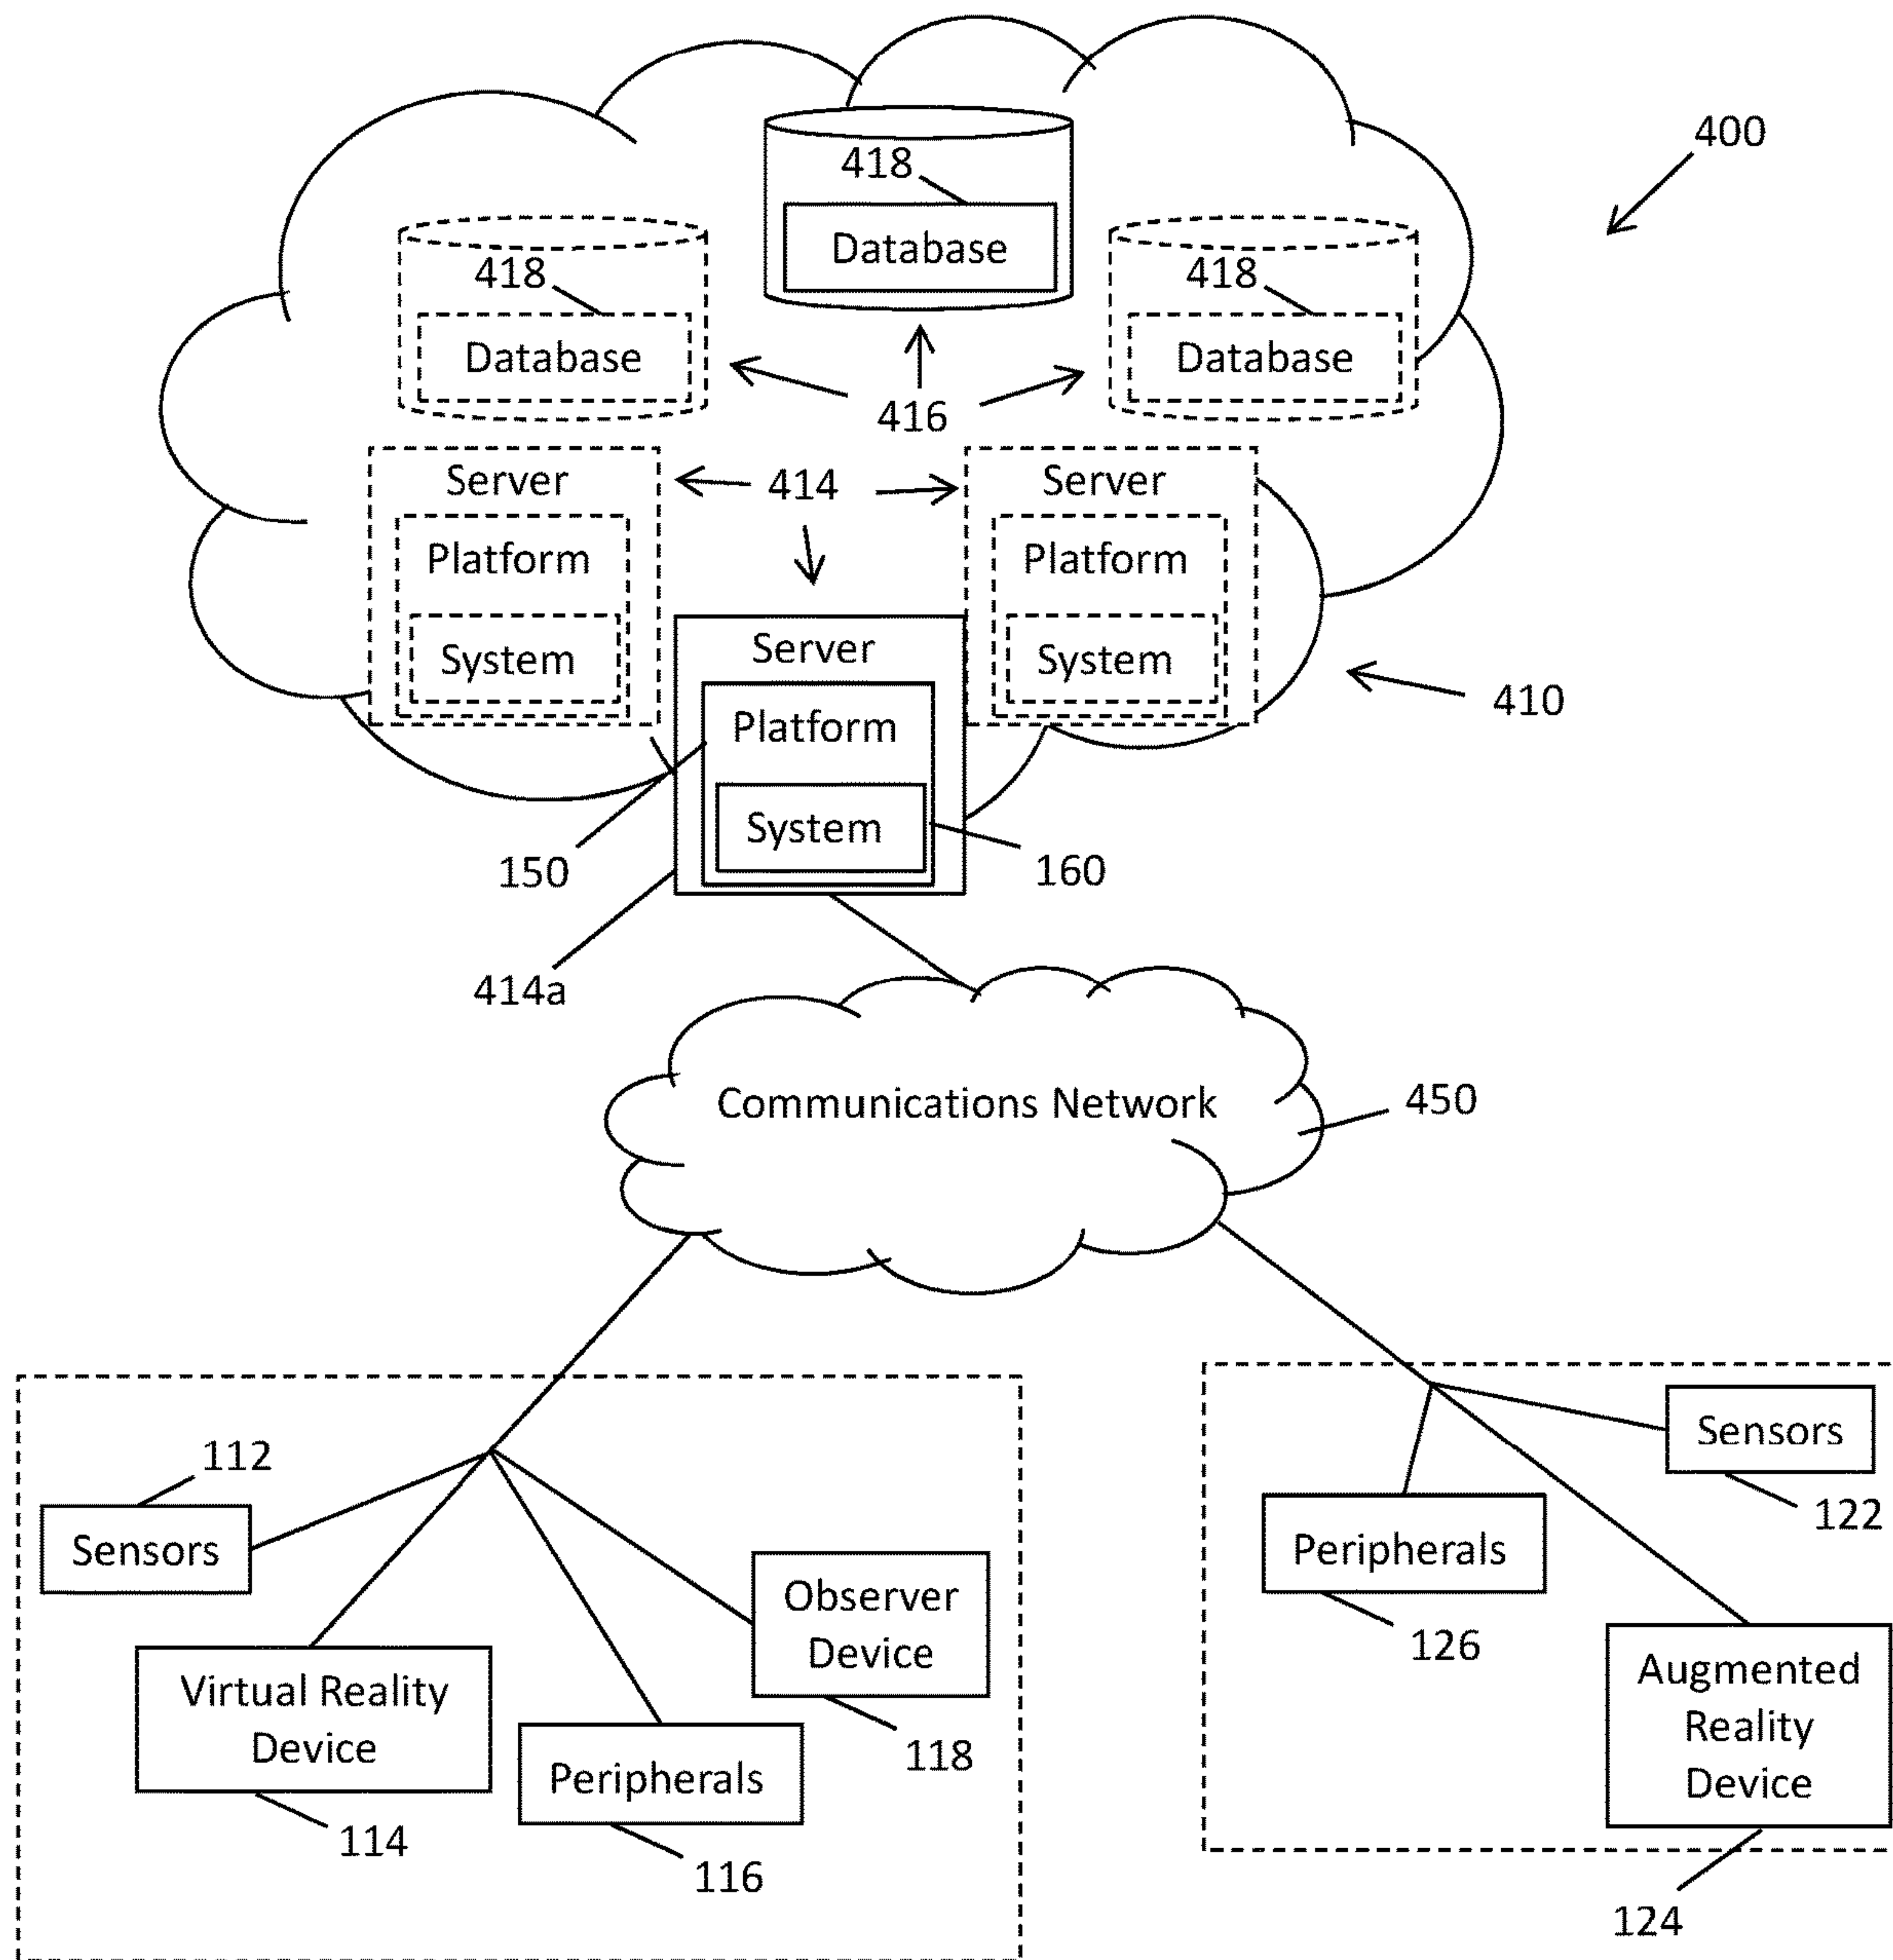 400
418
Database
418
Database
418
Database
416
414
Server
Platform
System
Server
Platform
System
Server
Platform
System
410
150
160
414a
Communications Network
450
112
Sensors
Virtual Reality
Device
114
Peripherals
116
Observer
Device
118
Sensors
122
Peripherals
126
Augmented
Reality
Device
124